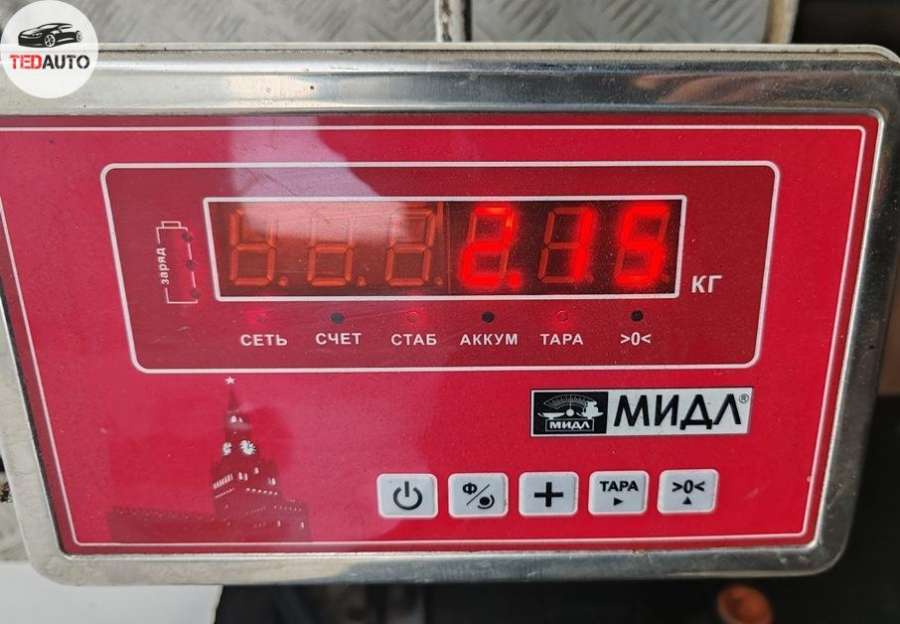 TEDAUTO
заряд
2.15
КГ
СЕТЬ СЧЕТ СТАБ АККУМ ТАРА >0<
МИДЛ
МИДЛ®
Ф
+
ТАРА
>0<